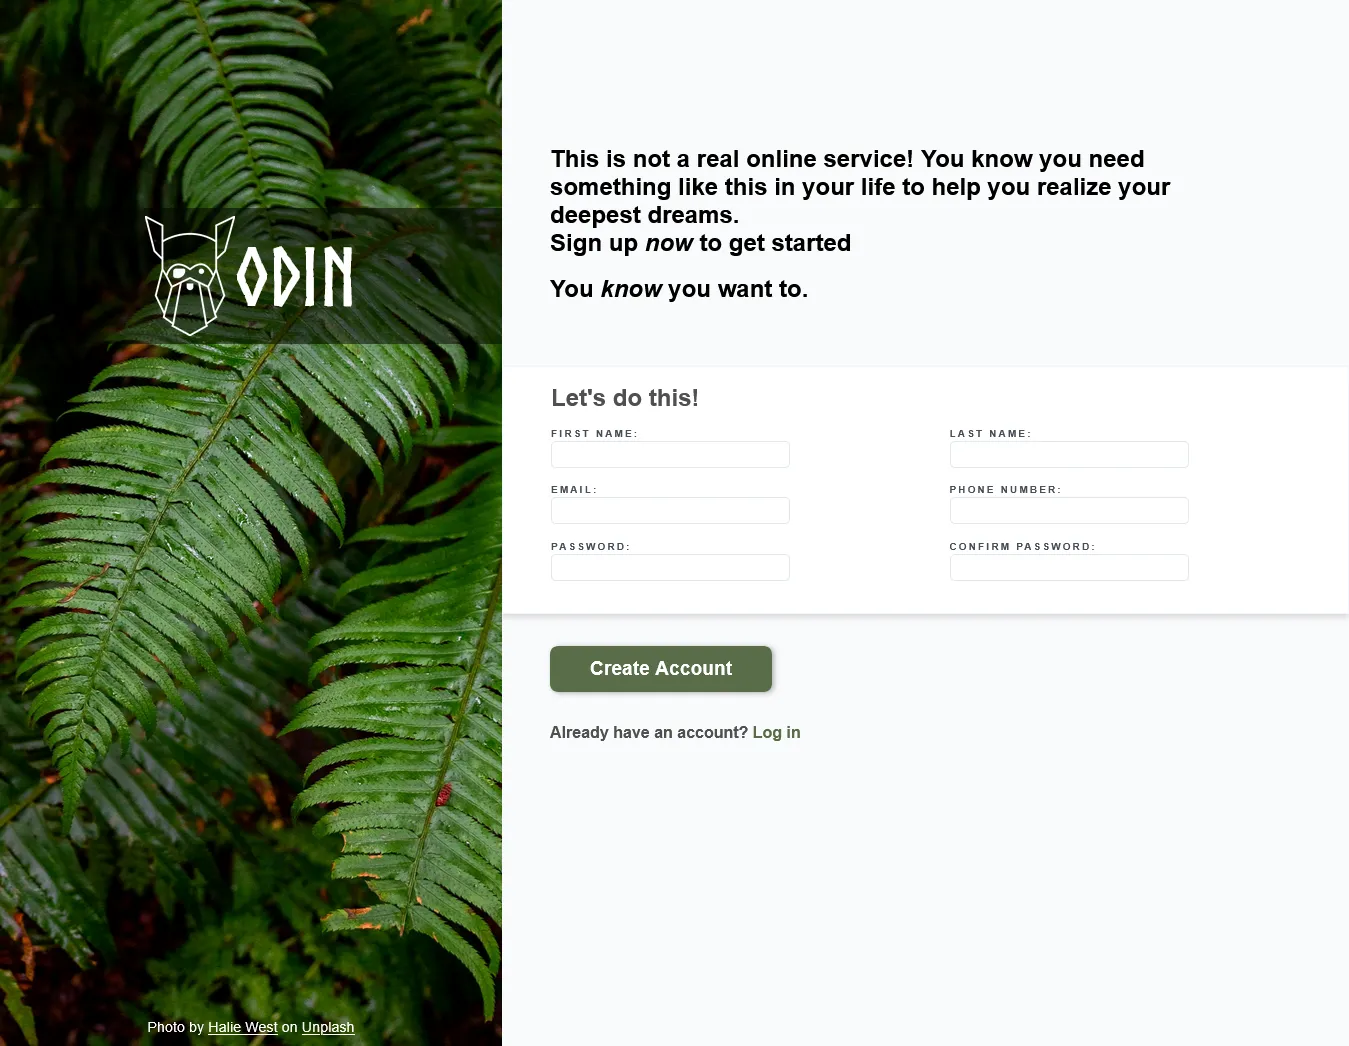 ODIN
Photo by Halie West on Unplash
This is not a real online service! You know you need
something like this in your life to help you realize your
deepest dreams.
Sign up now to get started
You know you want to.
Let's do this!
FIRST NAME:
LAST NAME:
EMAIL:
PHONE NUMBER:
PASSWORD:
CONFIRM PASSWORD:
Create Account
Already have an account? Log in